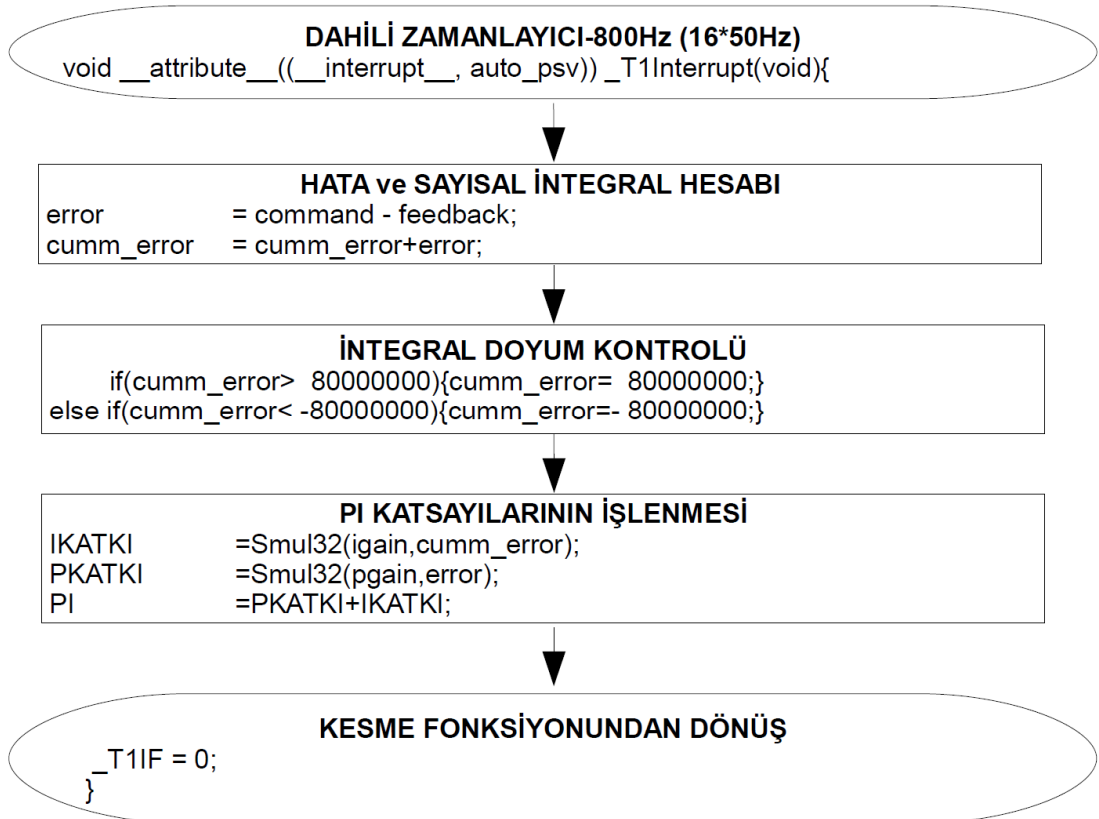 DAHİLİ ZAMANLAYICI-800Hz (16*50Hz)
void __attribute__((__interrupt__, auto_psv)) _T1Interrupt(void){
HATA ve SAYISAL İNTEGRAL HESABI
error = command - feedback;
cumm_error = cumm_error+error;
İNTEGRAL DOYUM KONTROLÜ
if(cumm_error> 80000000){cumm_error= 80000000;}
else if(cumm_error< -80000000){cumm_error=- 80000000;}
PI KATSAYILARININ İŞLENMESİ
IKATKI =Smul32(igain,cumm_error);
PKATKI =Smul32(pgain,error);
PI =PKATKI+IKATKI;
KESME FONKSİYONUNDAN DÖNÜŞ
_T1IF = 0;
}